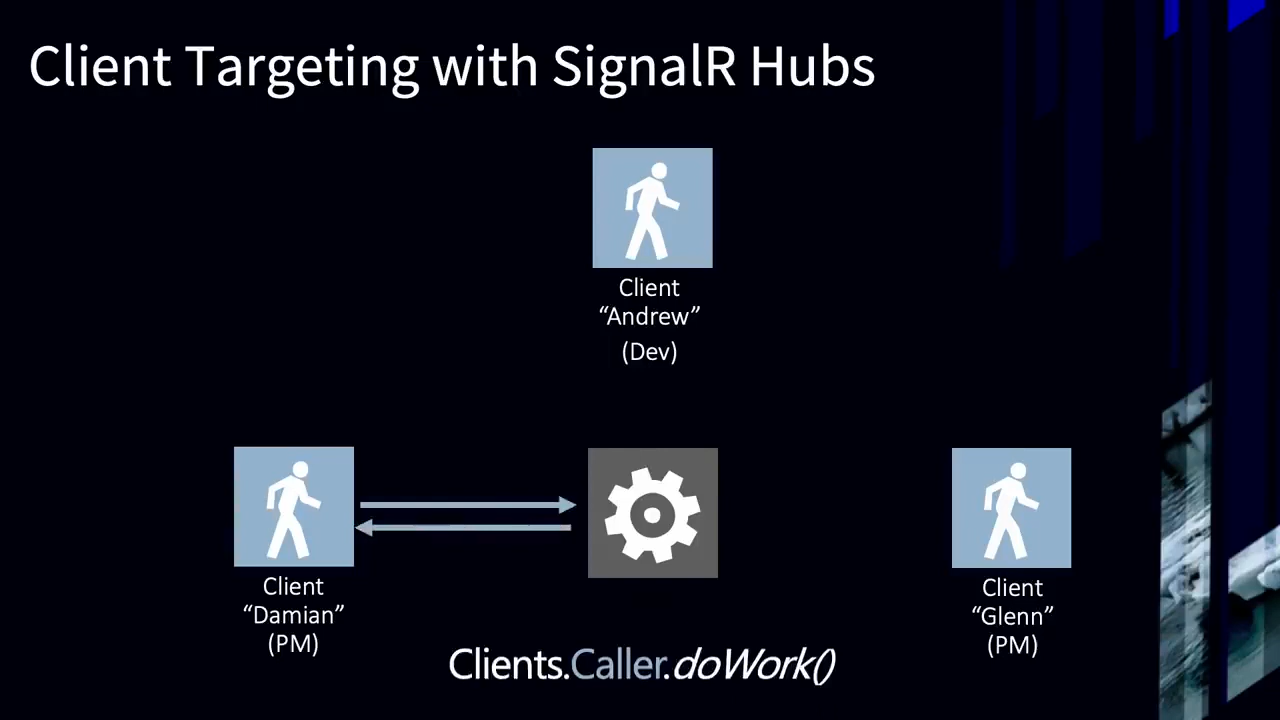 Client Targeting with SignalR Hubs
Client
“Andrew”
(Dev)
Client
“Damian”
(PM)
Client
“Glenn”
(PM)
Clients.Caller.doWork()